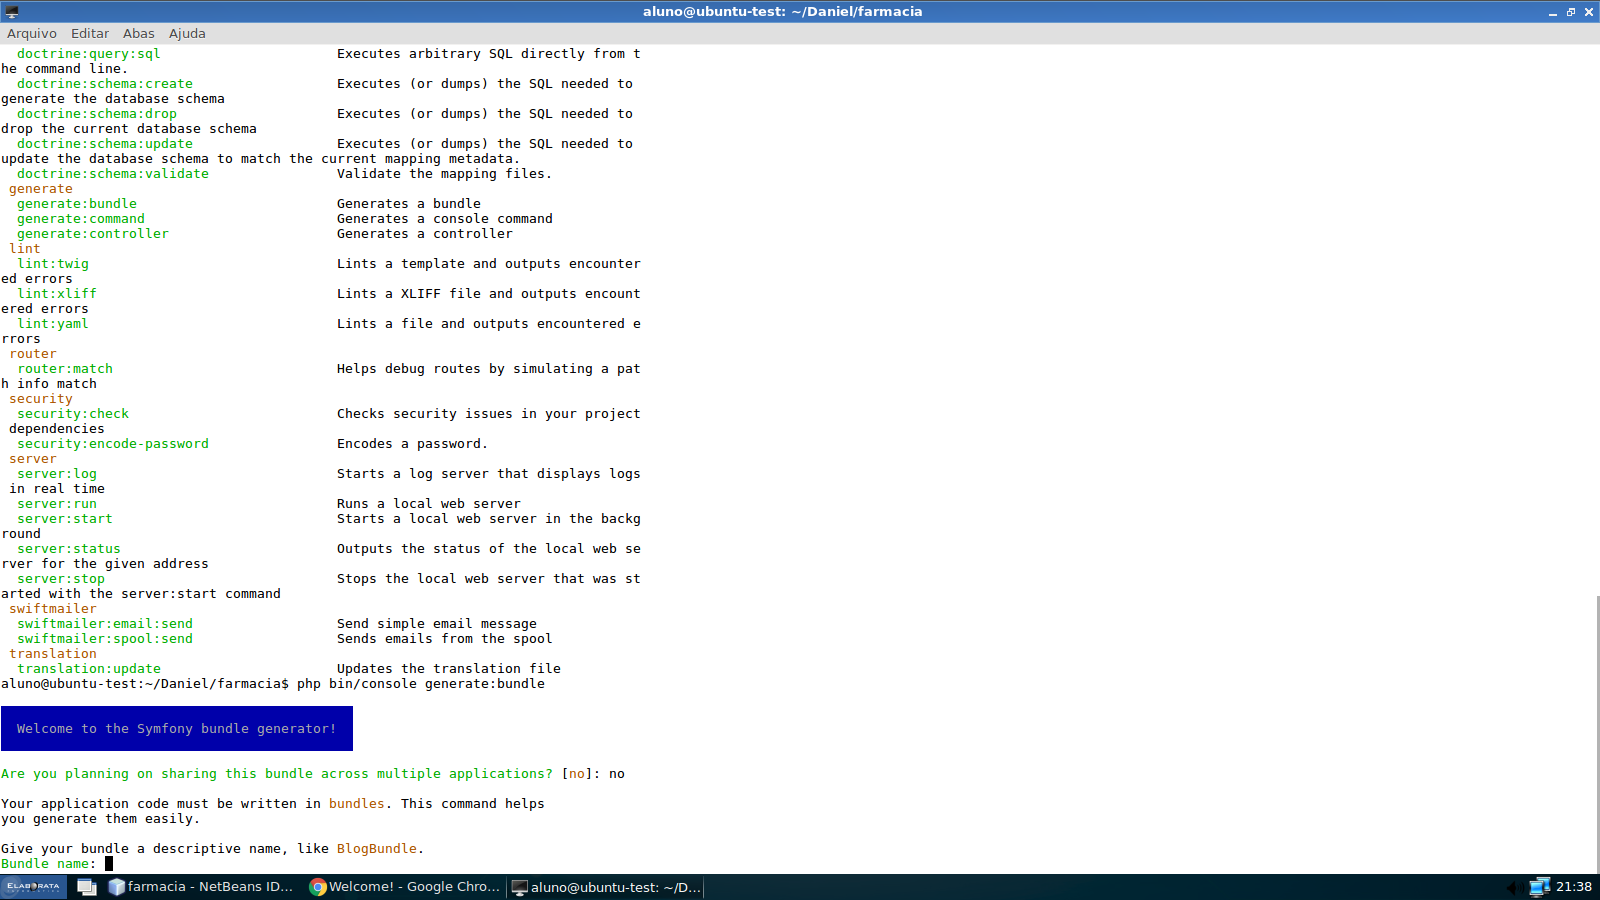 aluno@ubuntu-test: ~/Daniel/farmacia
Arquivo Editar Abas Ajuda
doctrine:query:sql Executes arbitrary SQL directly from t
he command line.
doctrine:schema:create Executes (or dumps) the SQL needed to
generate the database schema
doctrine:schema:drop Executes (or dumps) the SQL needed to
drop the current database schema
doctrine:schema:update Executes (or dumps) the SQL needed to
update the database schema to match the current mapping metadata.
doctrine:schema:validate Validate the mapping files.
generate
generate:bundle Generates a bundle
generate:command Generates a console command
generate:controller Generates a controller
lint
lint:twig Lints a template and outputs encounter
ed errors
lint:xliff Lints a XLIFF file and outputs encount
ered errors
lint:yaml Lints a file and outputs encountered e
rrors
router
router:match Helps debug routes by simulating a pat
h info match
security
security:check Checks security issues in your project
dependencies
security:encode-password Encodes a password.
server
server:log Starts a log server that displays logs
in real time
server:run Runs a local web server
server:start Starts a local web server in the backg
round
server:status Outputs the status of the local web se
rver for the given address
server:stop Stops the local web server that was st
arted with the server:start command
swiftmailer
swiftmailer:email:send Send simple email message
swiftmailer:spool:send Sends emails from the spool
translation
translation:update Updates the translation file
aluno@ubuntu-test:~/Daniel/farmacia$ php bin/console generate:bundle
Welcome to the Symfony bundle generator!
Are you planning on sharing this bundle across multiple applications? [no]: no
Your application code must be written in bundles. This command helps
you generate them easily.
Give your bundle a descriptive name, like BlogBundle.
Bundle name:
ELABORATA farmacia - NetBeans ID... Welcome! - Google Chro... aluno@ubuntu-test: ~/D... 21:38